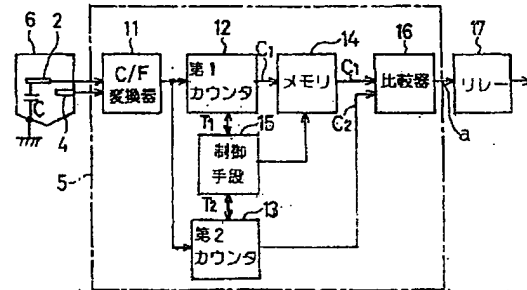 6
2
C
4
5
11
C/F
変換器
12
第1
カウンタ
C1
14
メモリ
C1
C2
16
比較器
a
17
リレー
T1
15
制御
手段
T2
13
第2
カウンタ